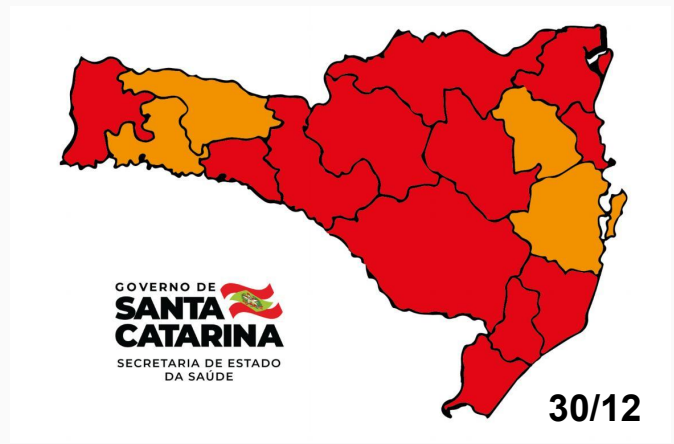 GOVERNO DE
SANTA
CATARINA
SECRETARIA DE ESTADO
DA SAÚDE
30/12